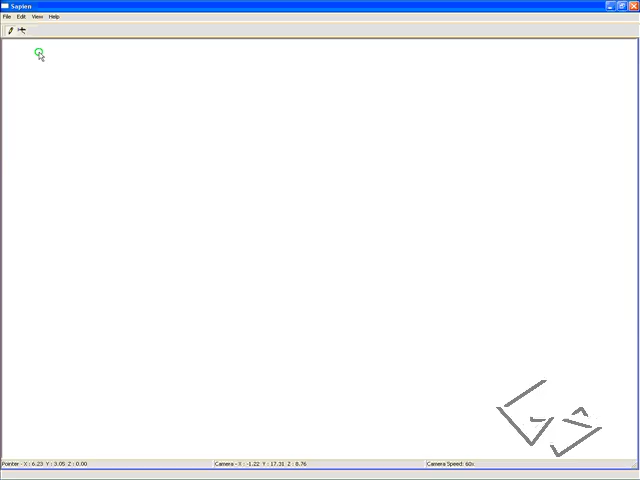 Sapien
File Edit View Help
Pointer - X : 6.23 Y : 3.05 Z : 0.00 Camera - X : -1.22 Y : 17.31 Z : 8.76 Camera Speed: 60x